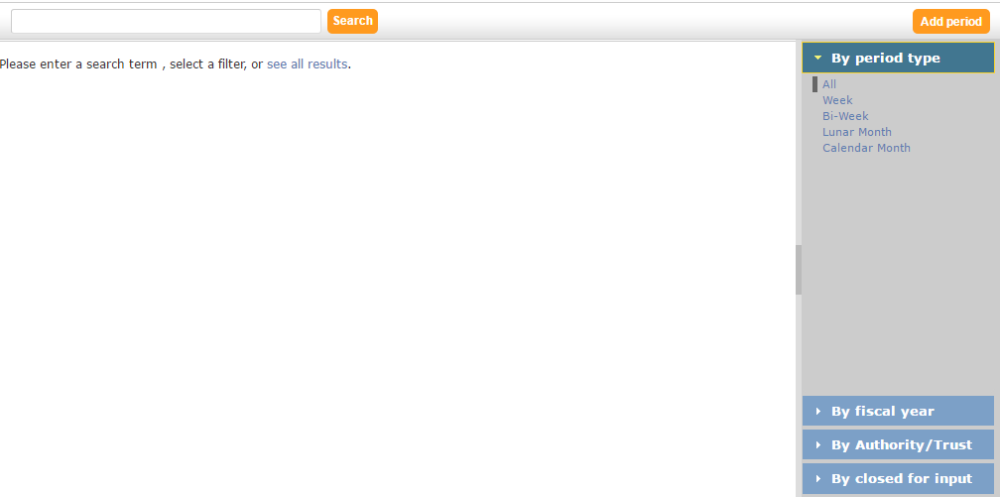 Search
Add period
Please enter a search term , select a filter, or see all results.
By period type
All
Week
Bi-Week
Lunar Month
Calendar Month
By fiscal year
By Authority/Trust
By closed for input